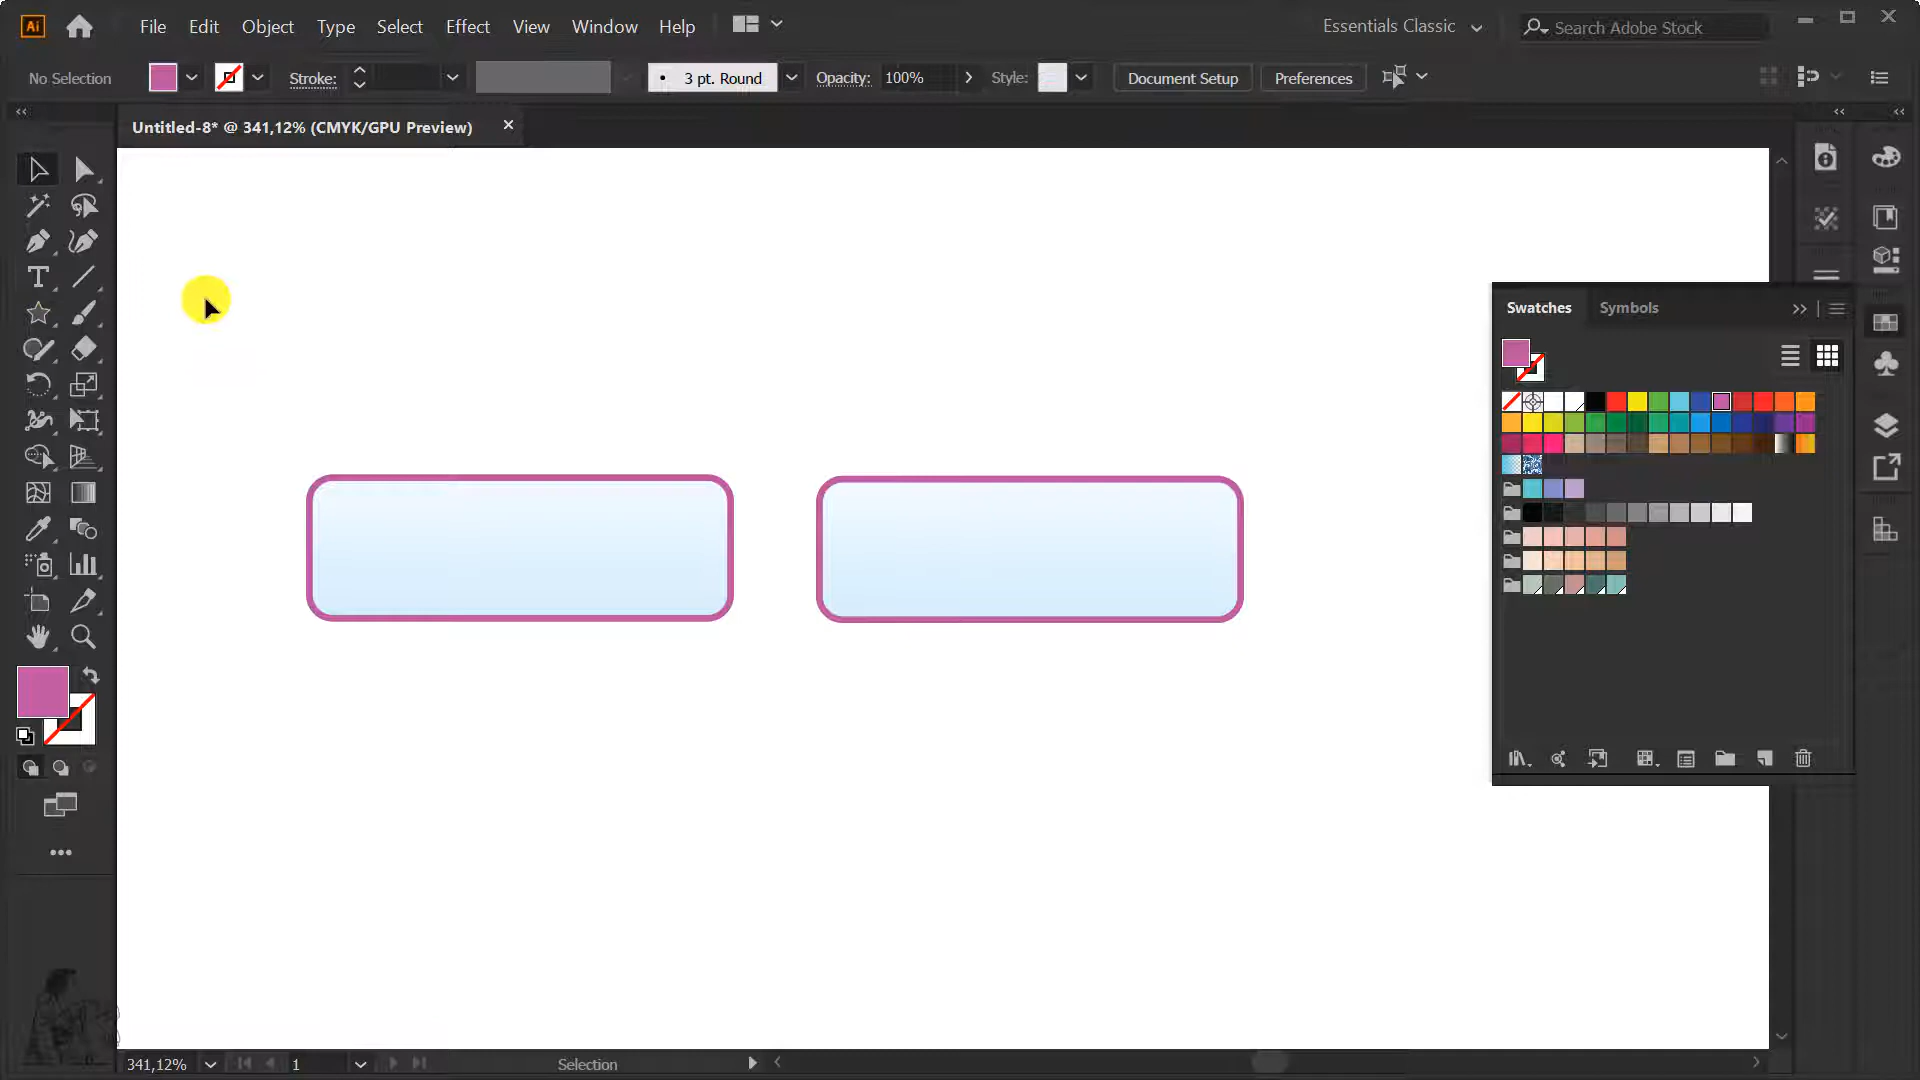 Ai File Edit Object Type Select Effect View Window Help Essentials Classic Search Adobe Stock
No Selection Stroke: 3 pt. Round Opacity: 100% Style: Document Setup Preferences
Untitled-8* @ 341,12% (CMYK/GPU Preview)
Swatches Symbols
341,12% 1 Selection